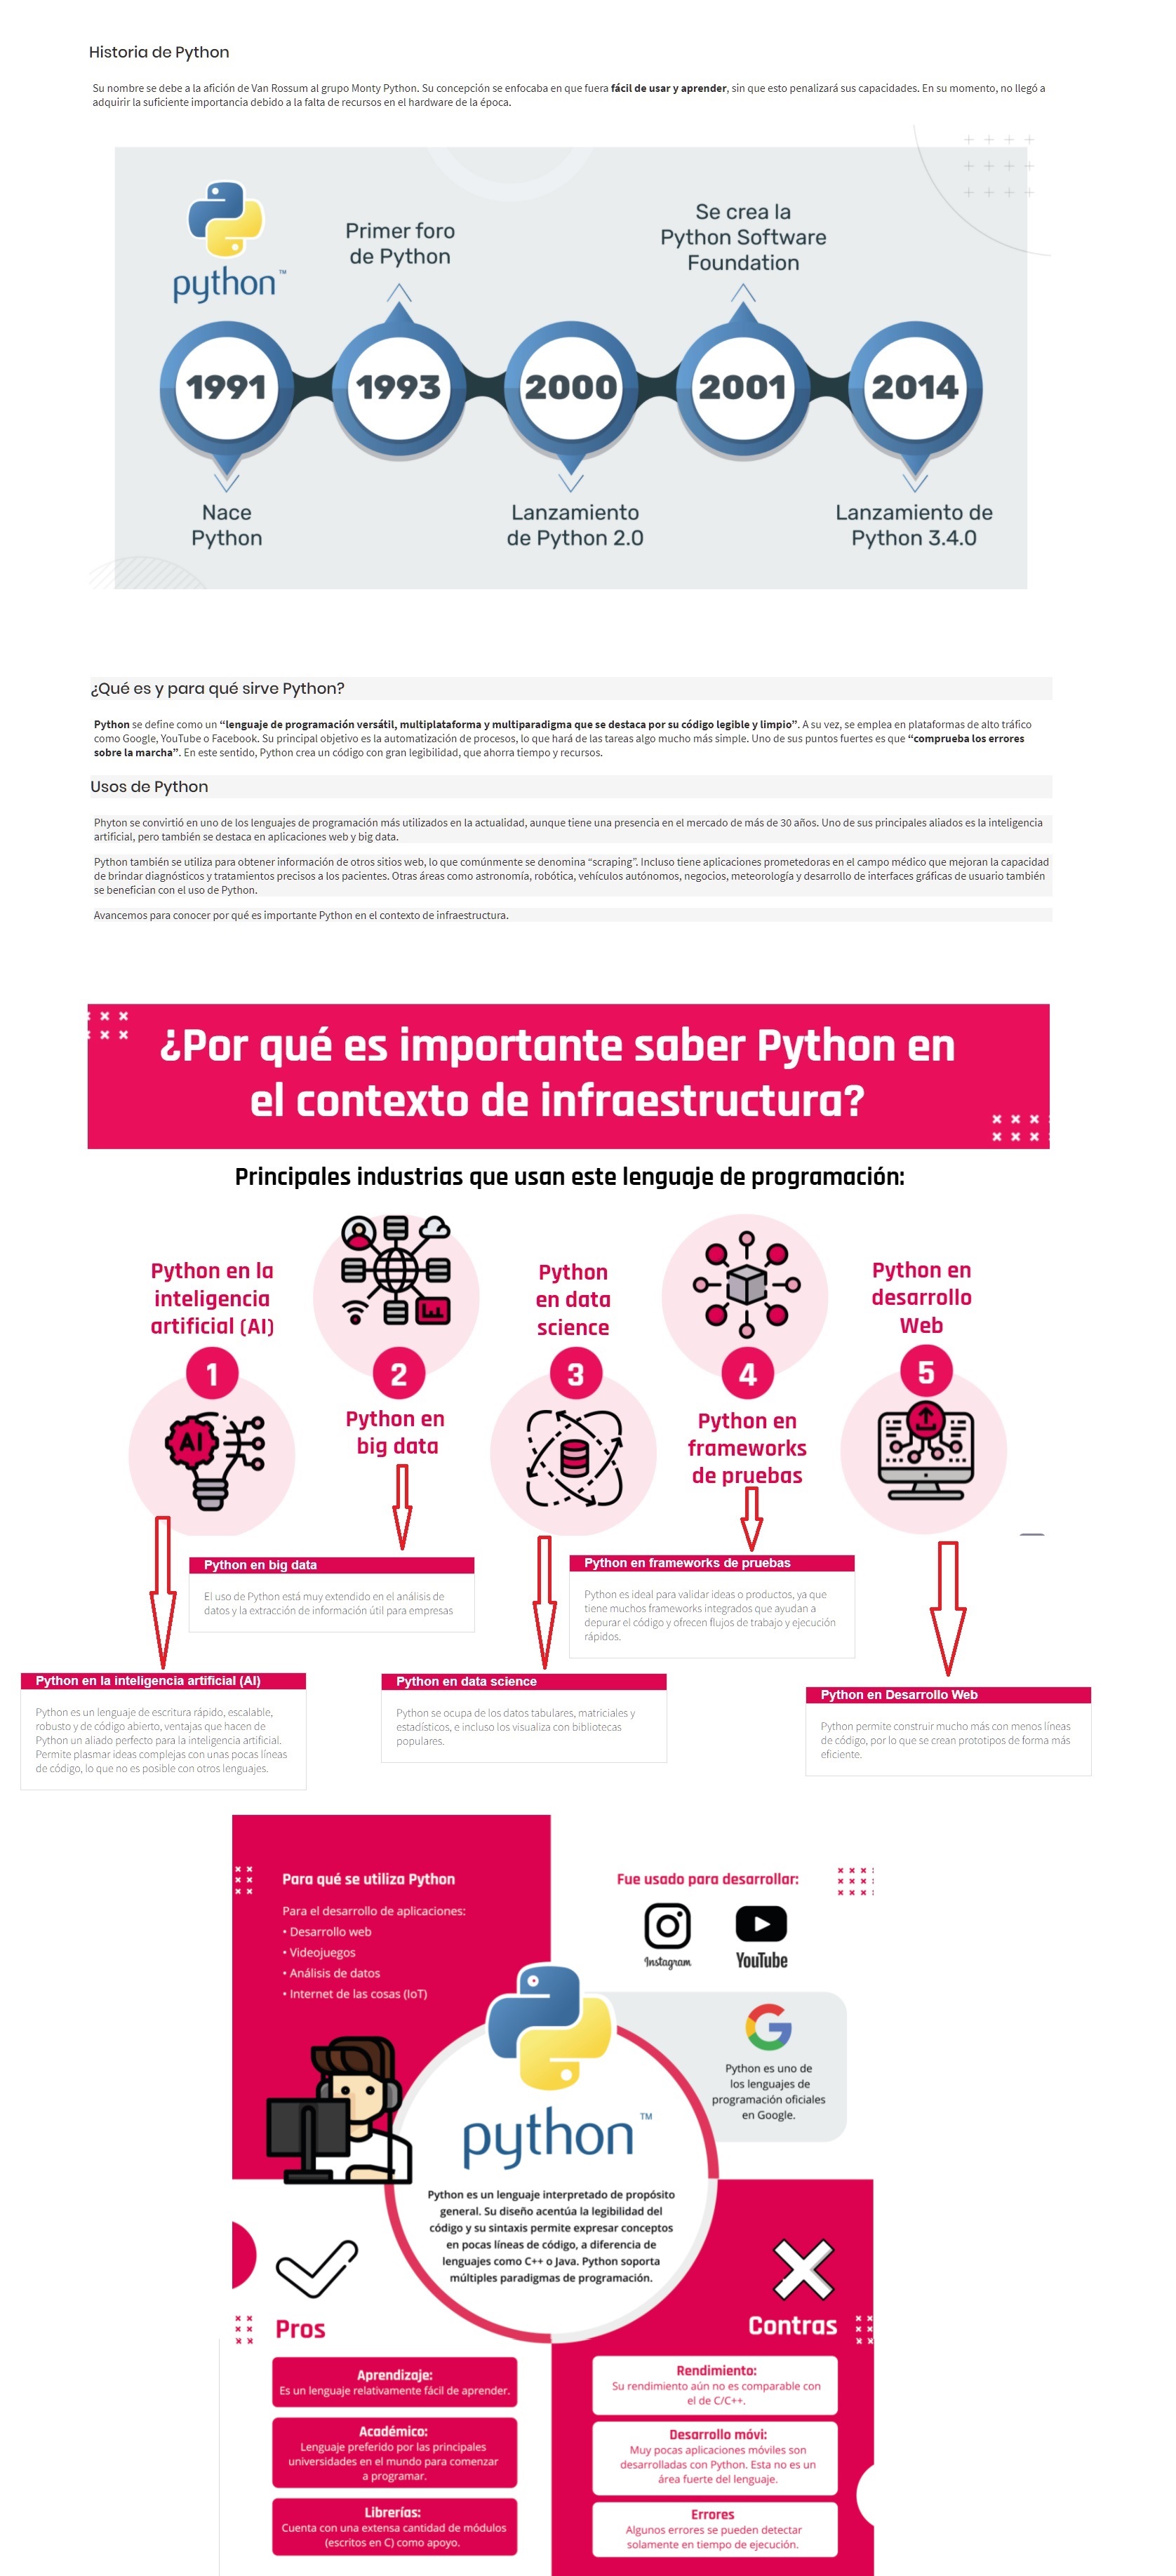 Historia de Python
Su nombre se debe a la afición de Van Rossum al grupo Monty Python. Su concepción se enfocaba en que fuera fácil de usar y aprender, sin que esto penalizará sus capacidades. En su momento, no llegó a
adquirir la suficiente importancia debido a la falta de recursos en el hardware de la época.
python™
Primer foro
de Python
Se crea la
Python Software
Foundation
1991
1993
2000
2001
2014
Nace
Python
Lanzamiento
de Python 2.0
Lanzamiento de
Python 3.4.0
¿Qué es y para qué sirve Python?
Python se define como un “lenguaje de programación versátil, multiplataforma y multiparadigma que se destaca por su código legible y limpio”. A su vez, se emplea en plataformas de alto tráfico
como Google, YouTube o Facebook. Su principal objetivo es la automatización de procesos, lo que hará de las tareas algo mucho más simple. Uno de sus puntos fuertes es que “comprueba los errores
sobre la marcha”. En este sentido, Python crea un código con gran legibilidad, que ahorra tiempo y recursos.
Usos de Python
Phyton se convirtió en uno de los lenguajes de programación más utilizados en la actualidad, aunque tiene una presencia en el mercado de más de 30 años. Uno de sus principales aliados es la inteligencia
artificial, pero también se destaca en aplicaciones web y big data.
Python también se utiliza para obtener información de otros sitios web, lo que comúnmente se denomina “scraping”. Incluso tiene aplicaciones prometedoras en el campo médico que mejoran la capacidad
de brindar diagnósticos y tratamientos precisos a los pacientes. Otras áreas como astronomía, robótica, vehículos autónomos, negocios, meteorología y desarrollo de interfaces gráficas de usuario también
se benefician con el uso de Python.
Avancemos para conocer por qué es importante Python en el contexto de infraestructura.
¿Por qué es importante saber Python en
el contexto de infraestructura?
Principales industrias que usan este lenguaje de programación:
Python en la
inteligencia
artificial (AI)
1
AI
2
Python en
big data
Python
en data
science
3
4
Python en
frameworks
de pruebas
Python en
desarrollo
Web
5
Python en big data
El uso de Python está muy extendido en el análisis de
datos y la extracción de información útil para empresas
Python en frameworks de pruebas
Python es ideal para validar ideas o productos, ya que
tiene muchos frameworks integrados que ayudan a
depurar el código y ofrecen flujos de trabajo y ejecución
rápidos.
Python en la inteligencia artificial (AI)
Python es un lenguaje de escritura rápido, escalable,
robusto y de código abierto, ventajas que hacen de
Python un aliado perfecto para la inteligencia artificial.
Permite plasmar ideas complejas con unas pocas líneas
de código, lo que no es posible con otros lenguajes.
Python en data science
Python se ocupa de los datos tabulares, matriciales y
estadísticos, e incluso los visualiza con bibliotecas
populares.
Python en Desarrollo Web
Python permite construir mucho más con menos líneas
de código, por lo que se crean prototipos de forma más
eficiente.
Para qué se utiliza Python
Para el desarrollo de aplicaciones:
• Desarrollo web
• Videojuegos
• Análisis de datos
• Internet de las cosas (IoT)
Fue usado para desarrollar:
Instagram
YouTube
G
Python es uno de
los lenguajes de
programación oficiales
en Google.
python™
Python es un lenguaje interpretado de propósito
general. Su diseño acentúa la legibilidad del
código y su sintaxis permite expresar conceptos
en pocas líneas de código, a diferencia de
lenguajes como C++ o Java. Python soporta
múltiples paradigmas de programación.
Pros
Aprendizaje:
Es un lenguaje relativamente fácil de aprender.
Académico:
Lenguaje preferido por las principales
universidades en el mundo para comenzar
a programar.
Librerías:
Cuenta con una extensa cantidad de módulos
(escritos en C) como apoyo.
Contras
Rendimiento:
Su rendimiento aún no es comparable con
el de C/C++.
Desarrollo móvi:
Muy pocas aplicaciones móviles son
desarrolladas con Python. Esta no es un
área fuerte del lenguaje.
Errores
Algunos errores se pueden detectar
solamente en tiempo de ejecución.